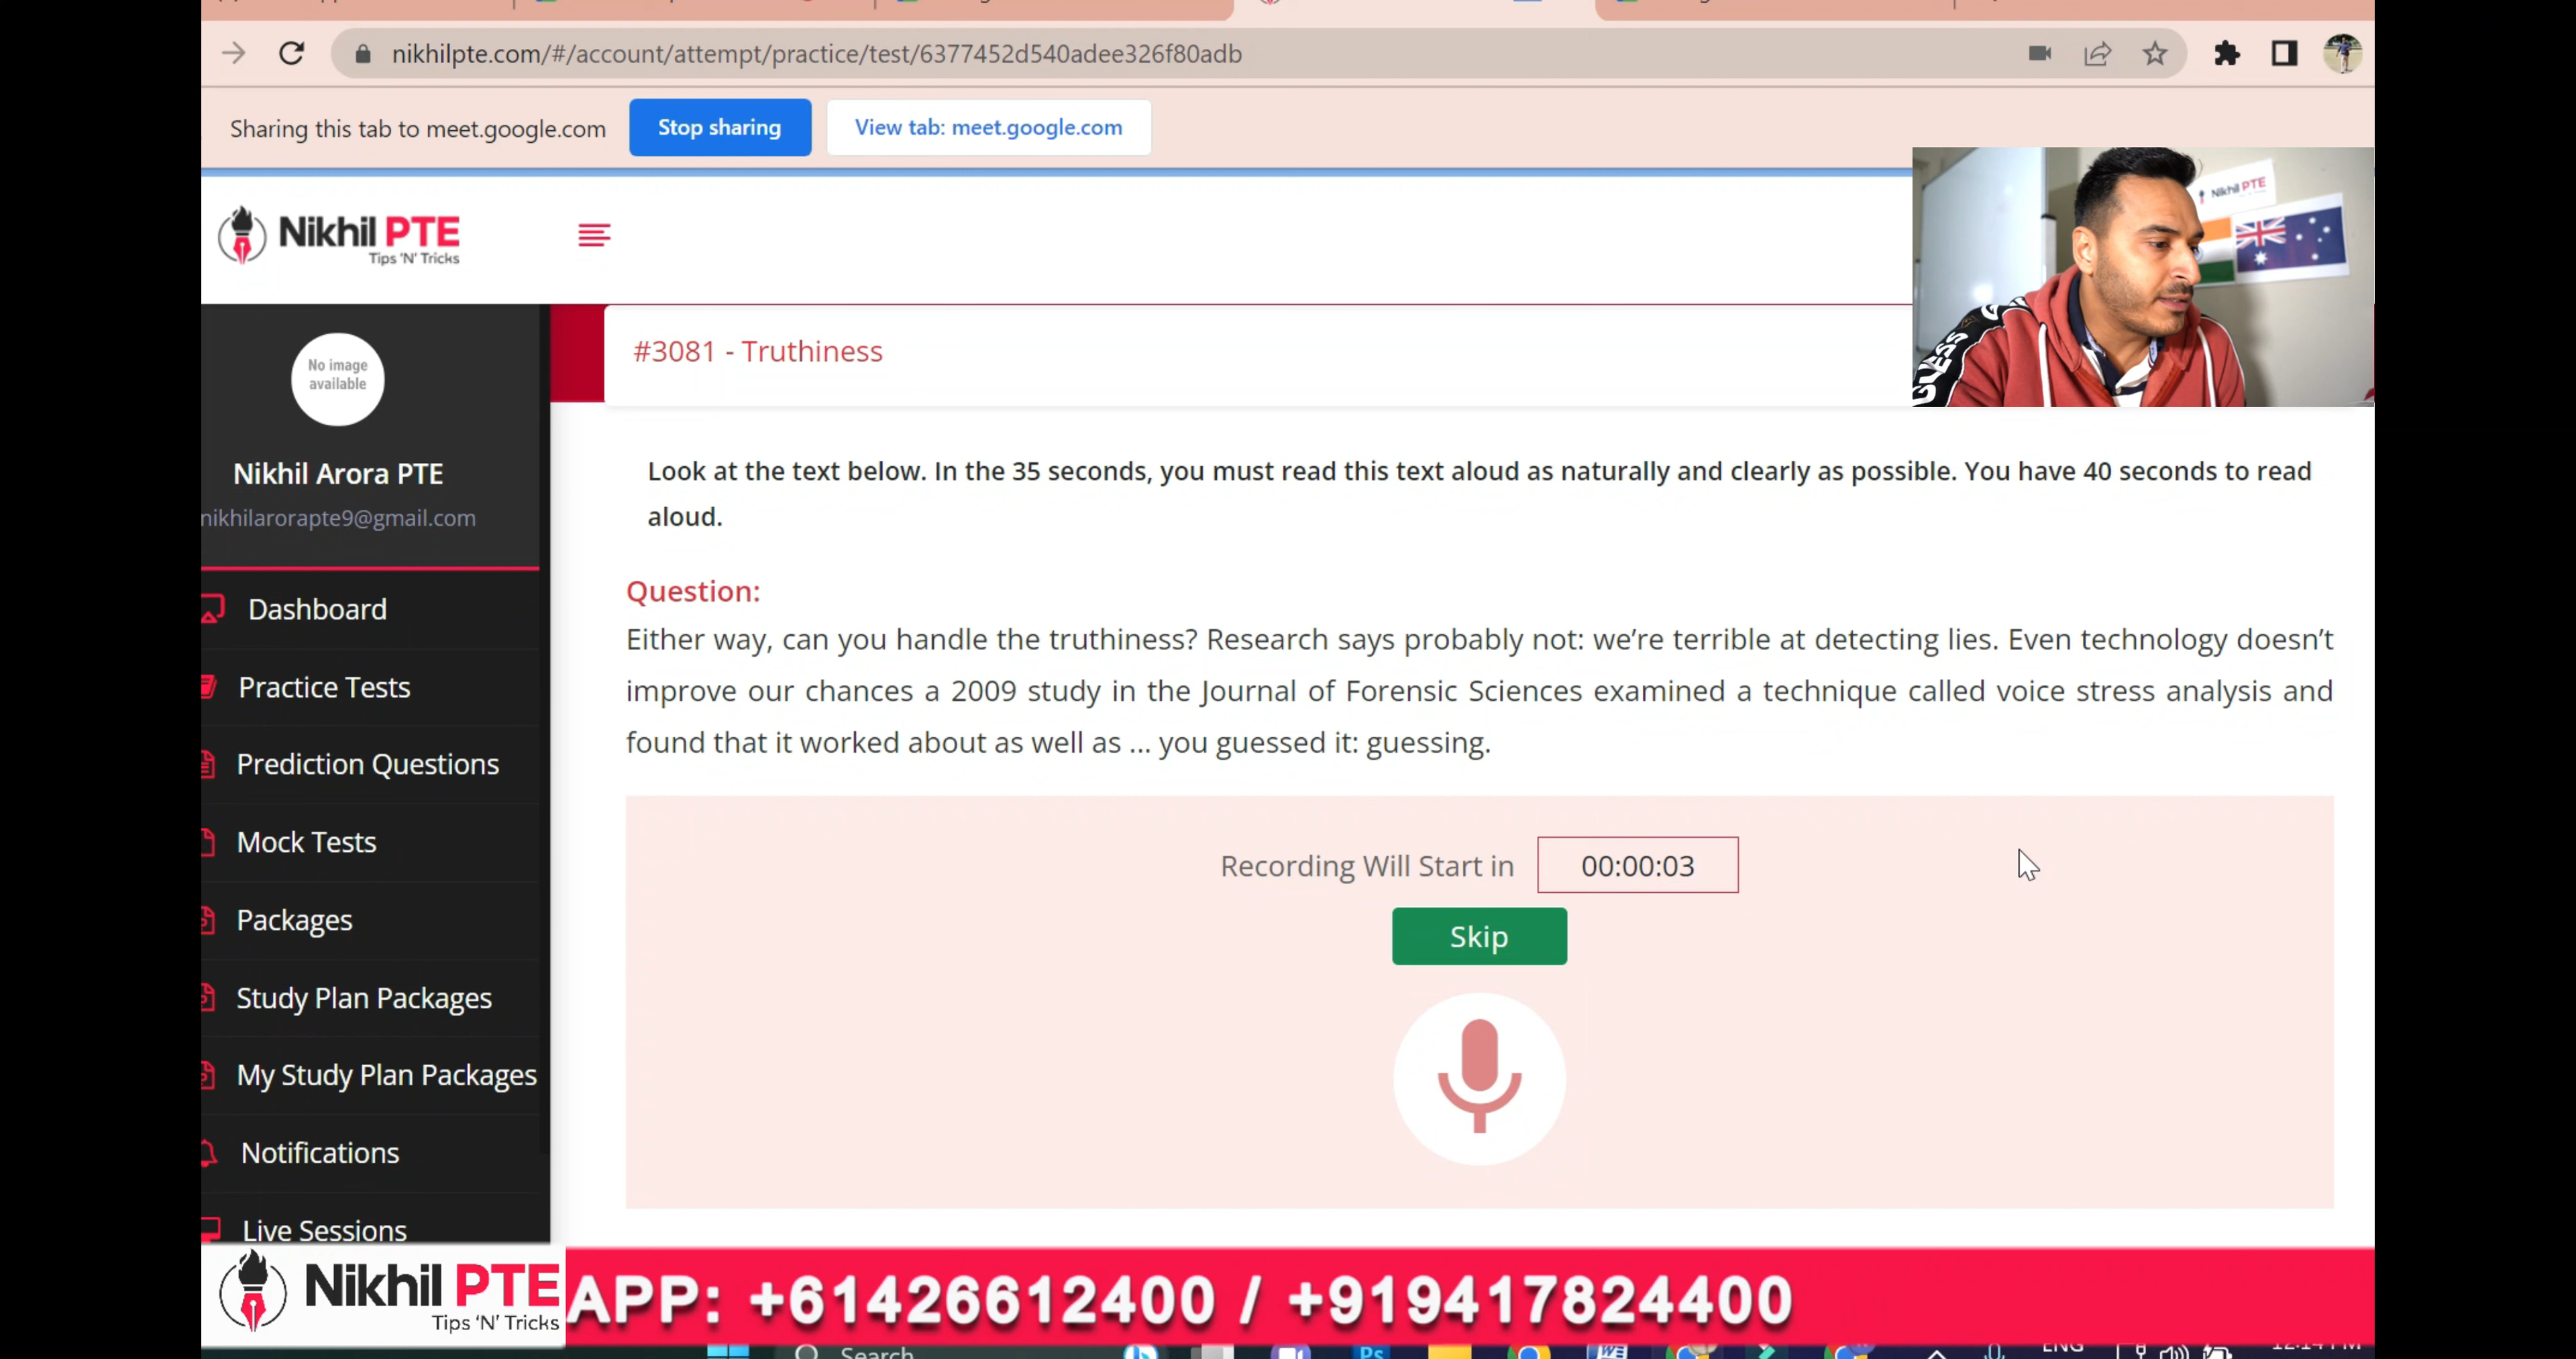 nikhilpte.com/#/account/attempt/practice/test/6377452d540adee326f80adb
Sharing this tab to meet.google.com
Stop sharing
View tab: meet.google.com
Nikhil PTE
Tips 'N' Tricks
Nikhil PTE
GUESS
#3081 - Truthiness
No image
available
Nikhil Arora PTE
nikhilarorapte9@gmail.com
Dashboard
Practice Tests
Prediction Questions
Mock Tests
Packages
Study Plan Packages
My Study Plan Packages
Notifications
Live Sessions
Look at the text below. In the 35 seconds, you must read this text aloud as naturally and clearly as possible. You have 40 seconds to read
aloud.
Question:
Either way, can you handle the truthiness? Research says probably not: we’re terrible at detecting lies. Even technology doesn’t
improve our chances a 2009 study in the Journal of Forensic Sciences examined a technique called voice stress analysis and
found that it worked about as well as ... you guessed it: guessing.
Recording Will Start in 00:00:03
Skip
Nikhil PTE
Tips 'N' Tricks
APP: +61426612400 / +919417824400
Search
Ps
ENG